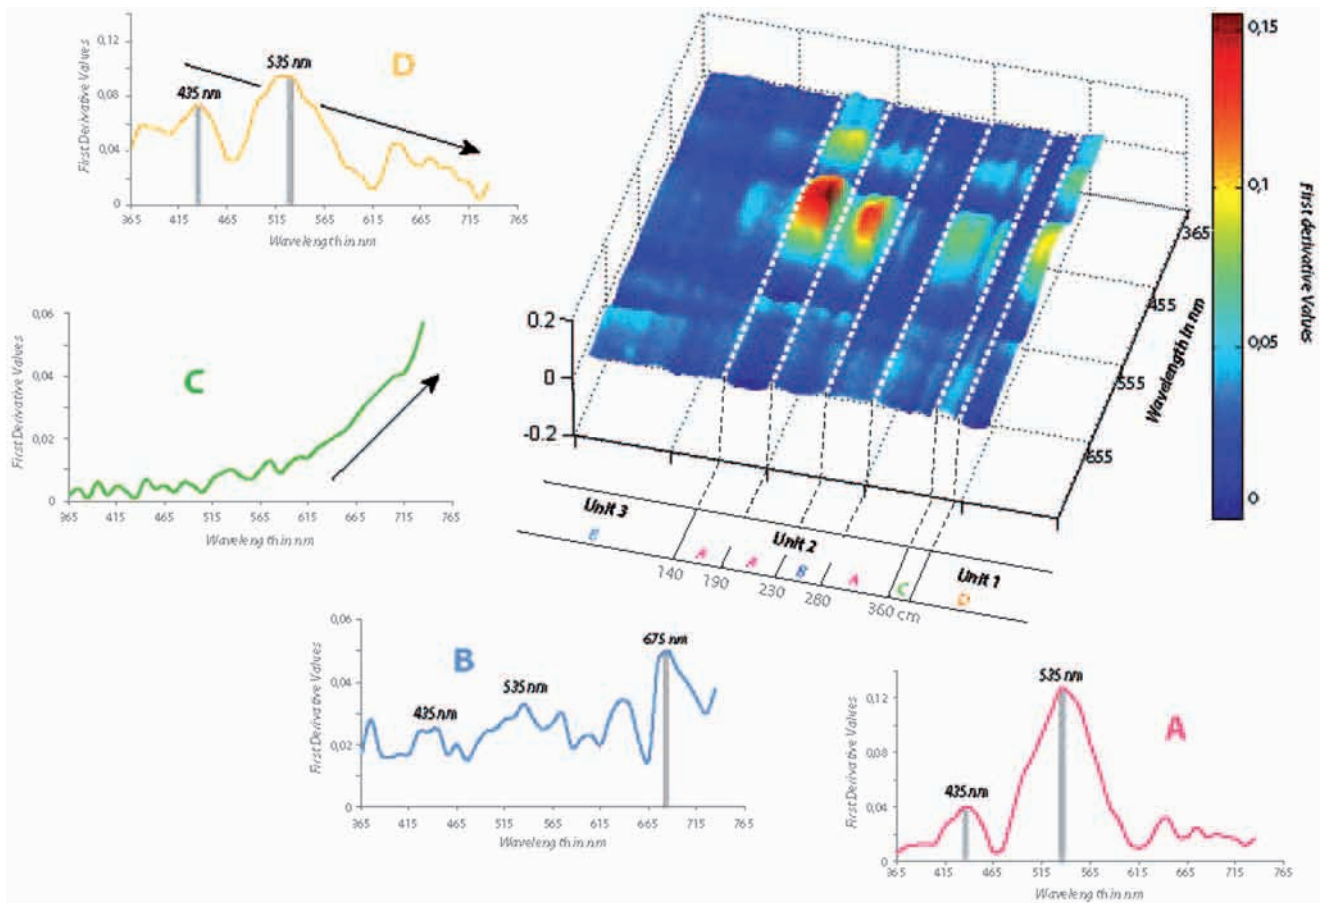 0,12
0,08
0,04
0
First Derivative Values
435 nm
535 nm
D
365 415 465 515 565 615 665 715 765
Wavelength in nm
0,06
0,04
0,02
0
First Derivative Values
C
365 415 465 515 565 615 665 715 765
Wavelength in nm
0.2
0
-0.2
365
455
555
655
Wavelength in nm
0,15
0,1
0,05
0
First derivative Values
Unit 3
Unit 2
Unit 1
B
A
A
B
A
C
D
140 190 230 280 360 cm
0,06
0,04
0,02
0
First Derivative Values
B
435 nm
535 nm
675 nm
365 415 465 515 565 615 665 715 765
Wavelength in nm
0,12
0,08
0,04
0
First Derivative Values
435 nm
535 nm
A
365 415 465 515 565 615 665 715 765
Wavelength in nm